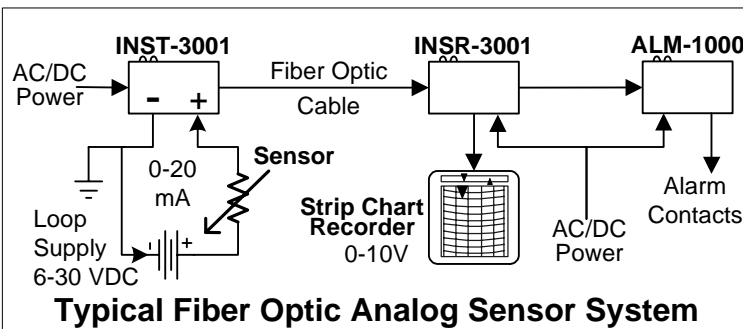 INST-3001
INSR-3001
ALM-1000
AC/DC
Power
- +
Fiber Optic
Cable
0-20
mA
Sensor
Loop
Supply
6-30 VDC
- +
Strip Chart
Recorder
0-10V
AC/DC
Power
Alarm
Contacts
Typical Fiber Optic Analog Sensor System